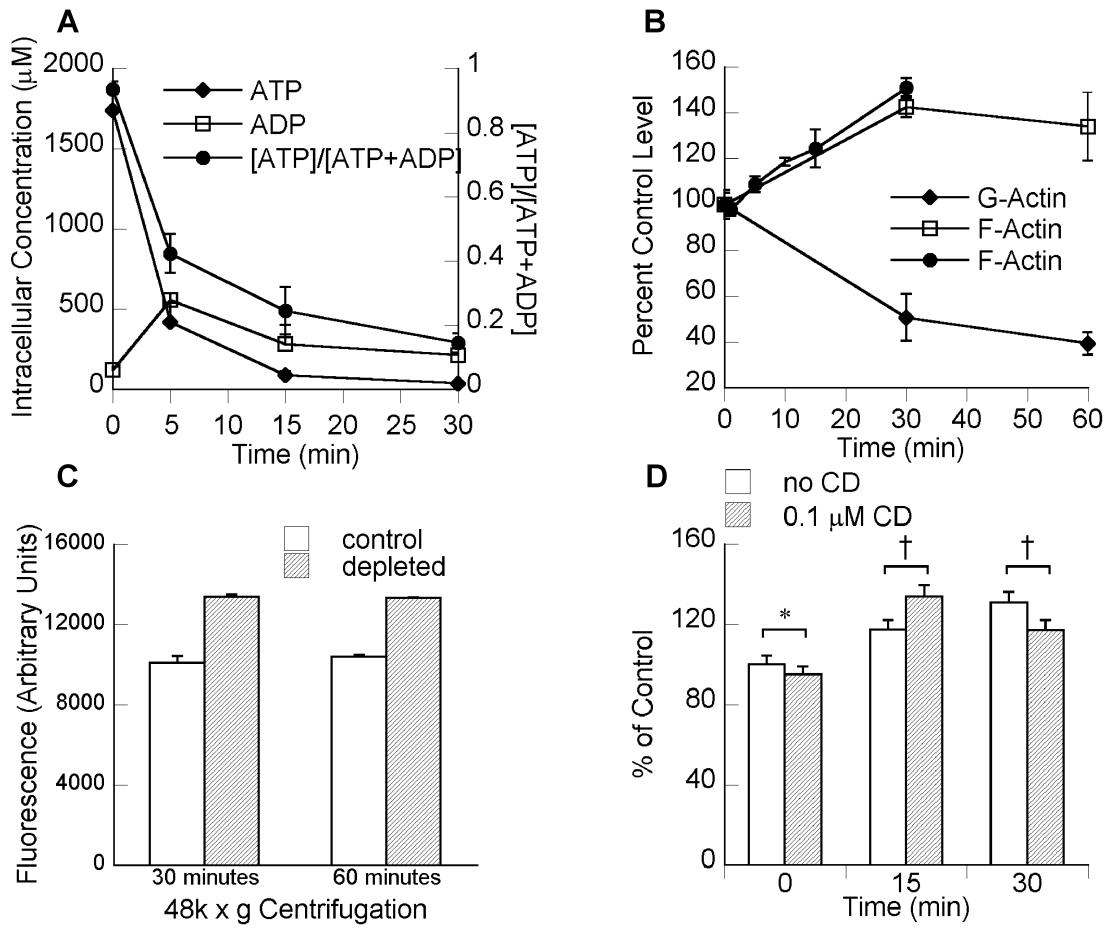 A
Intracellular Concentration (μM)
2000
1500
1000
500
0
ATP
ADP
[ATP]/[ATP+ADP]
1
0.8
0.6
0.4
0.2
0
[ATP]/[ATP+ADP]
0 5 10 15 20 25 30
Time (min)
B
Percent Control Level
160
140
120
100
80
60
40
20
G-Actin
F-Actin
F-Actin
0 10 20 30 40 50 60
Time (min)
C
Fluorescence (Arbitrary Units)
16000
12000
8000
4000
0
control
depleted
30 minutes 60 minutes
48k x g Centrifugation
D
no CD
0.1 μM CD
% of Control
160
120
80
40
0
* † †
0 15 30
Time (min)